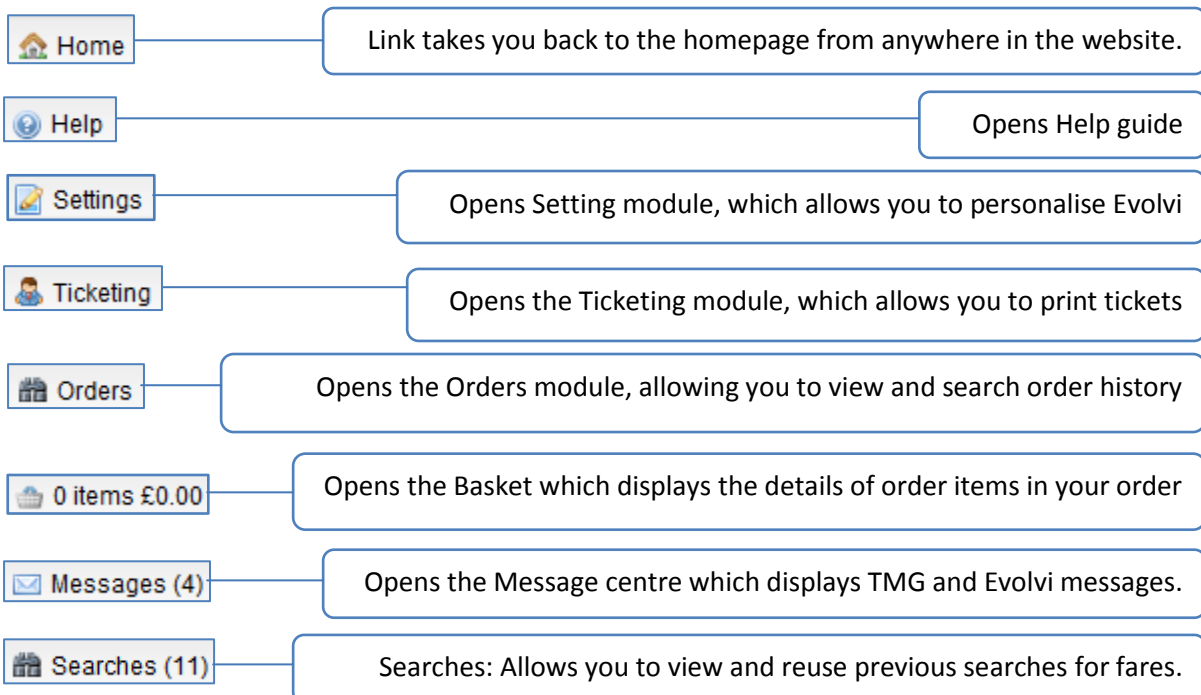 Home
Link takes you back to the homepage from anywhere in the website.
Help
Opens Help guide
Settings
Opens Setting module, which allows you to personalise Evolvi
Ticketing
Opens the Ticketing module, which allows you to print tickets
Orders
Opens the Orders module, allowing you to view and search order history
0 items £0.00
Opens the Basket which displays the details of order items in your order
Messages (4)
Opens the Message centre which displays TMG and Evolvi messages.
Searches (11)
Searches: Allows you to view and reuse previous searches for fares.